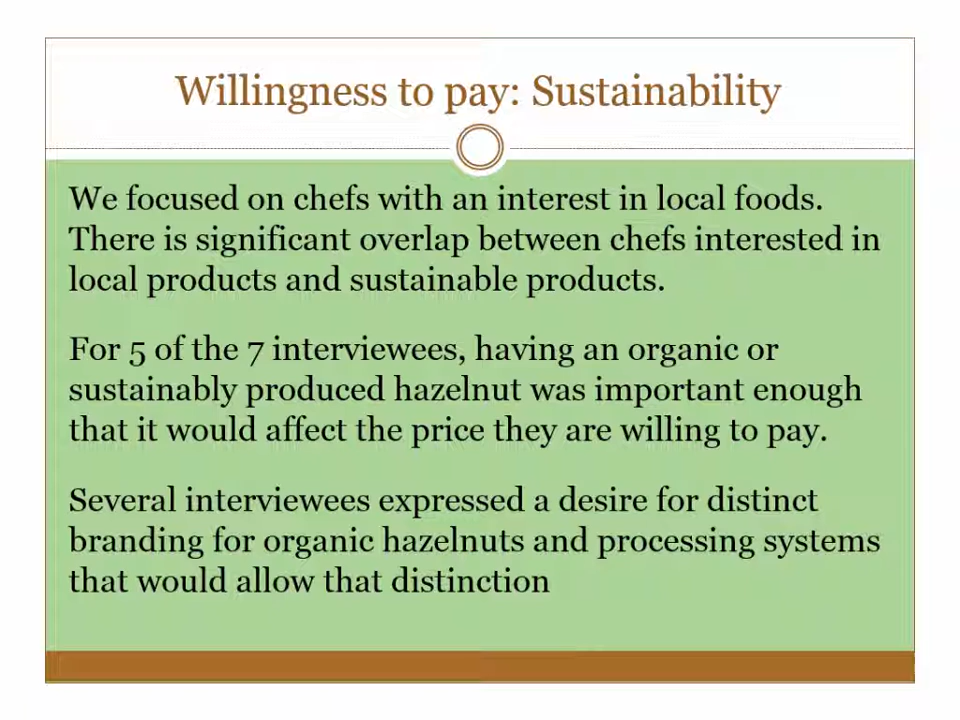 Willingness to pay: Sustainability
We focused on chefs with an interest in local foods.
There is significant overlap between chefs interested in
local products and sustainable products.
For 5 of the 7 interviewees, having an organic or
sustainably produced hazelnut was important enough
that it would affect the price they are willing to pay.
Several interviewees expressed a desire for distinct
branding for organic hazelnuts and processing systems
that would allow that distinction